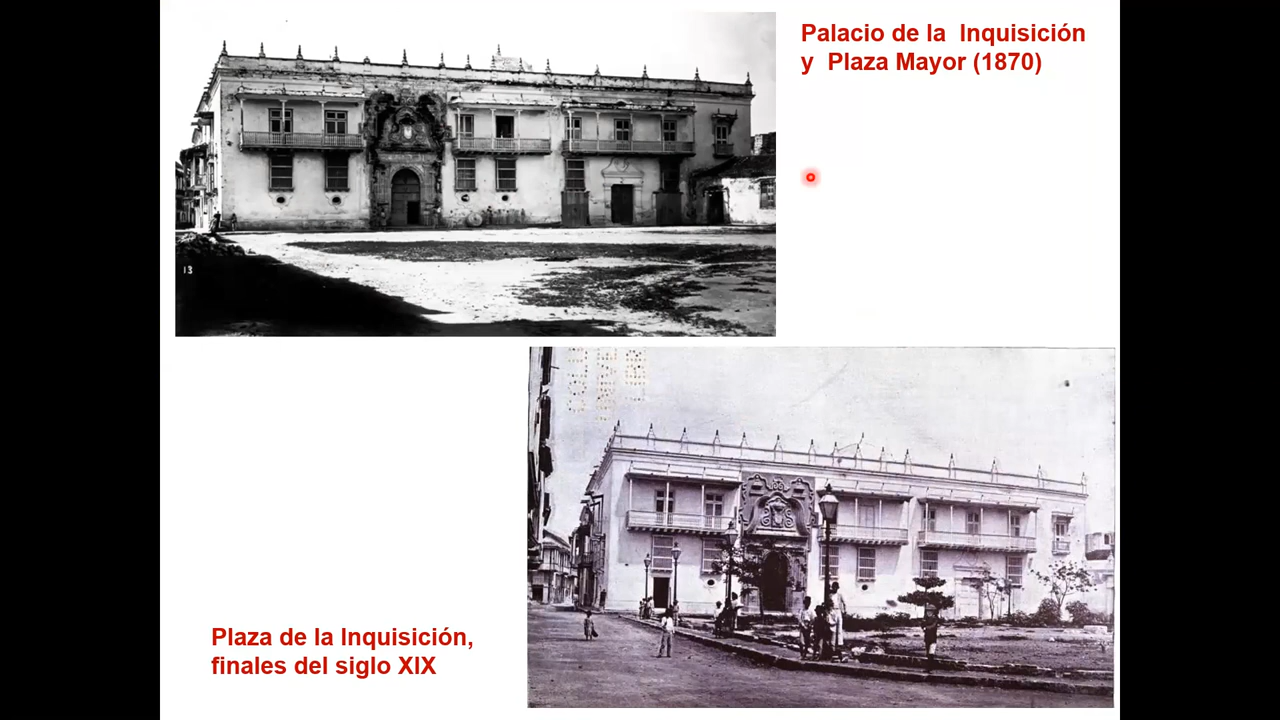 Palacio de la Inquisición
y Plaza Mayor (1870)
13
Plaza de la Inquisición,
finales del siglo XIX